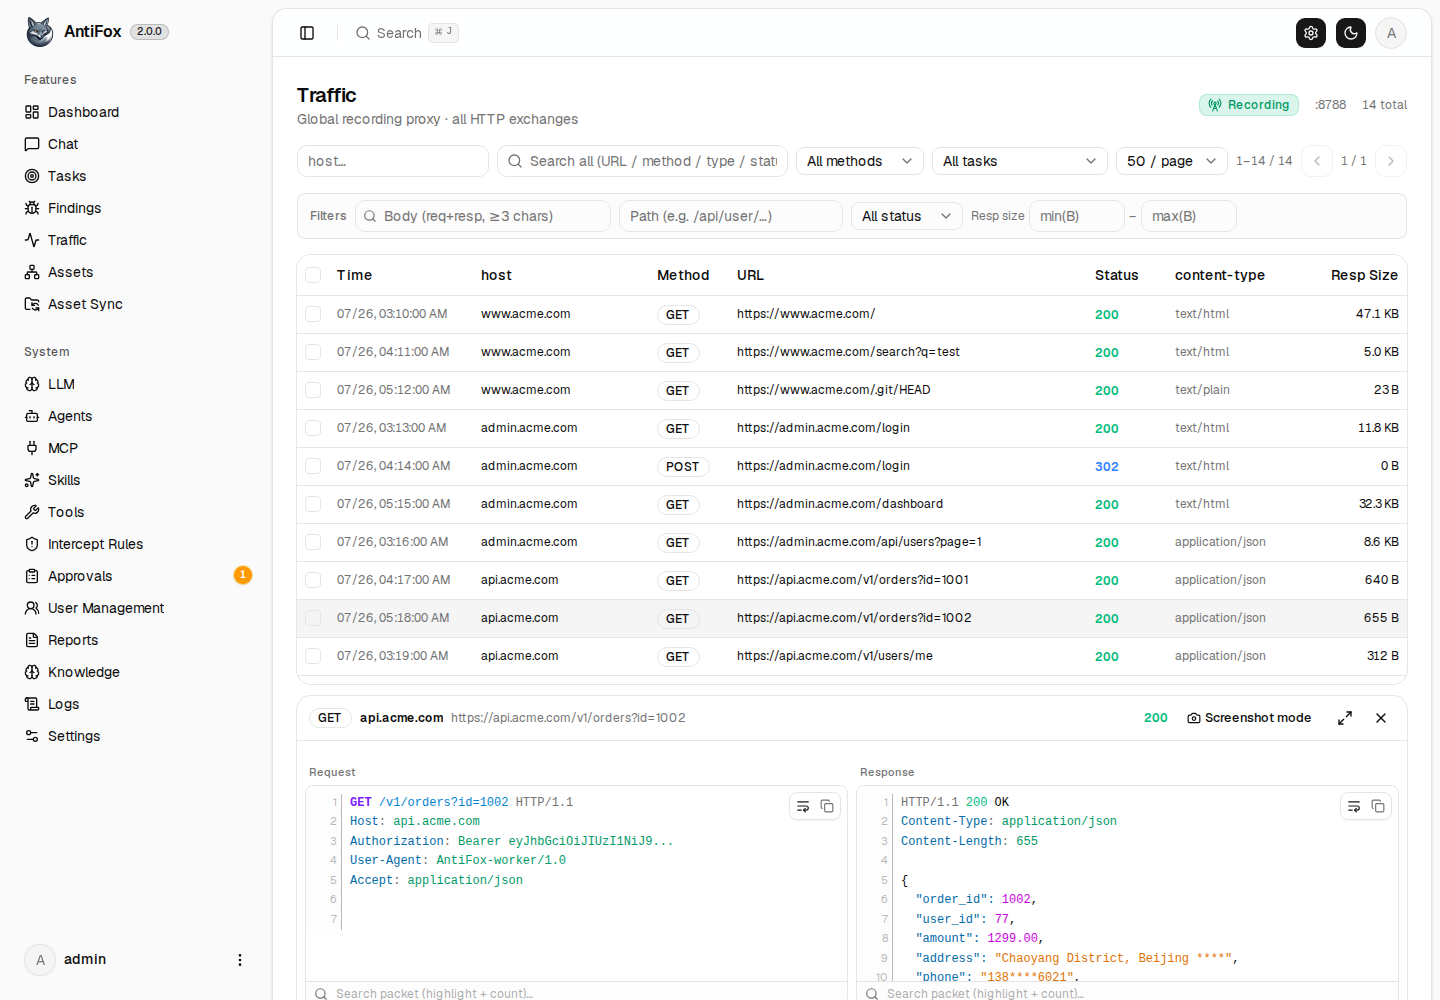 AntiFox 2.0.0
Features
Dashboard
Chat
Tasks
Findings
Traffic
Assets
Asset Sync
System
LLM
Agents
MCP
Skills
Tools
Intercept Rules
Approvals 1
User Management
Reports
Knowledge
Logs
Settings
A admin
Search ⌘ J
A
Traffic
Global recording proxy · all HTTP exchanges
Recording :8788 14 total
host... Search all (URL / method / type / statu All methods All tasks 50 / page 1–14 / 14 1 / 1
Filters Body (req+resp, ≥3 chars) Path (e.g. /api/user/...) All status Resp size min(B) – max(B)
Time host Method URL Status content-type Resp Size
07/26, 03:10:00 AM www.acme.com GET https://www.acme.com/ 200 text/html 47.1 KB
07/26, 04:11:00 AM www.acme.com GET https://www.acme.com/search?q=test 200 text/html 5.0 KB
07/26, 05:12:00 AM www.acme.com GET https://www.acme.com/.git/HEAD 200 text/plain 23 B
07/26, 03:13:00 AM admin.acme.com GET https://admin.acme.com/login 200 text/html 11.8 KB
07/26, 04:14:00 AM admin.acme.com POST https://admin.acme.com/login 302 text/html 0 B
07/26, 05:15:00 AM admin.acme.com GET https://admin.acme.com/dashboard 200 text/html 32.3 KB
07/26, 03:16:00 AM admin.acme.com GET https://admin.acme.com/api/users?page=1 200 application/json 8.6 KB
07/26, 04:17:00 AM api.acme.com GET https://api.acme.com/v1/orders?id=1001 200 application/json 640 B
07/26, 05:18:00 AM api.acme.com GET https://api.acme.com/v1/orders?id=1002 200 application/json 655 B
07/26, 03:19:00 AM api.acme.com GET https://api.acme.com/v1/users/me 200 application/json 312 B
GET api.acme.com https://api.acme.com/v1/orders?id=1002 200 Screenshot mode
Request
1 GET /v1/orders?id=1002 HTTP/1.1
2 Host: api.acme.com
3 Authorization: Bearer eyJhbGciOiJIUzI1NiJ9...
4 User-Agent: AntiFox-worker/1.0
5 Accept: application/json
6
7
Search packet (highlight + count)...
Response
1 HTTP/1.1 200 OK
2 Content-Type: application/json
3 Content-Length: 655
4
5 {
6 "order_id": 1002,
7 "user_id": 77,
8 "amount": 1299.00,
9 "address": "Chaoyang District, Beijing ****",
10 "phone": "138****6021",
Search packet (highlight + count)...